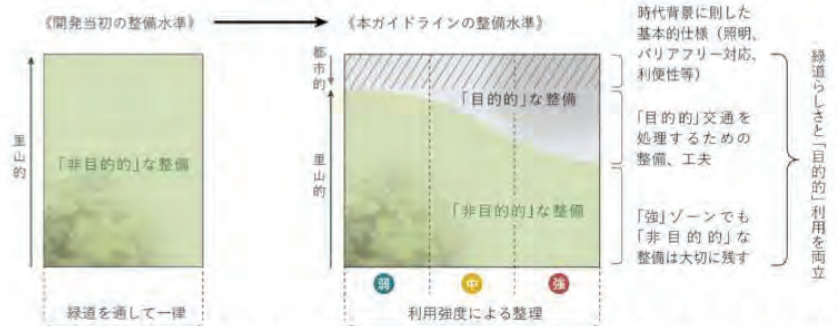 《開発当初の整備水準》
《本ガイドラインの整備水準》
里山的
「非目的的」な整備
緑道を通して一律
都市的
里山的
「目的的」な整備
「非目的的」な整備
弱
中
強
利用強度による整理
時代背景に則した
基本的仕様（照明、
バリアフリー対応、
利便性等）
「目的的」交通を
処理するための
整備、工夫
「強」ゾーンでも
「非目的的」な
整備は大切に残す
緑道らしさと「目的的」利用を両立